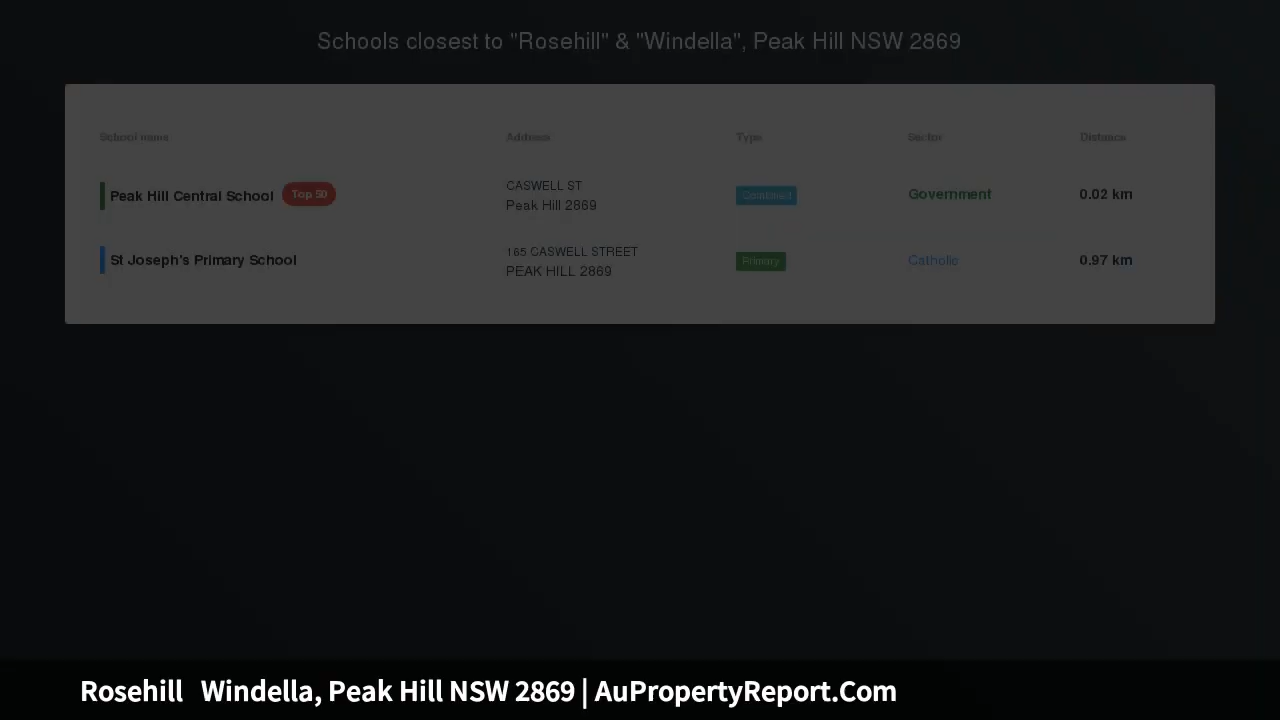 Schools closest to "Rosehill" & "Windella", Peak Hill NSW 2869
School name Address Type Sector Distance
Peak Hill Central School Top 50 CASWELL ST Peak Hill 2869 Combined Government 0.02 km
St Joseph's Primary School 165 CASWELL STREET PEAK HILL 2869 Primary Catholic 0.97 km
Rosehill Windella, Peak Hill NSW 2869 | AuPropertyReport.Com